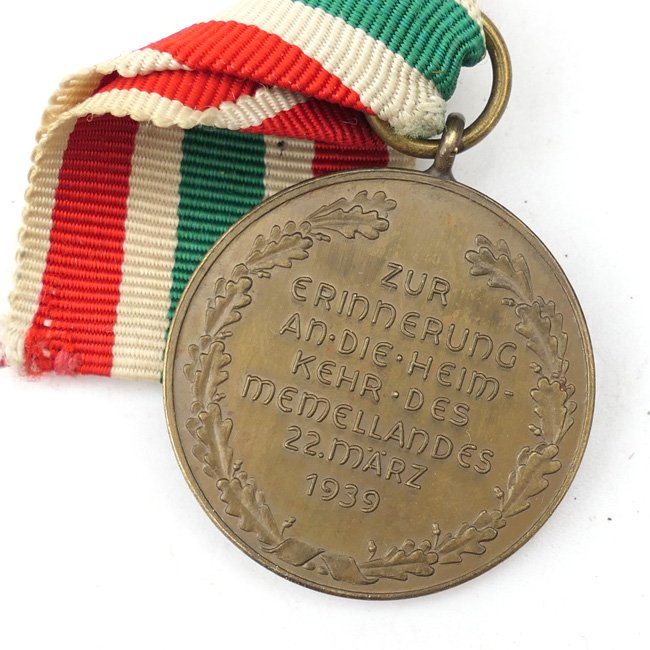 ZUR
ERINNERUNG
AN·DIE·HEIM-
KEHR·DES
MEMELLANDES
22.MÄRZ
1939